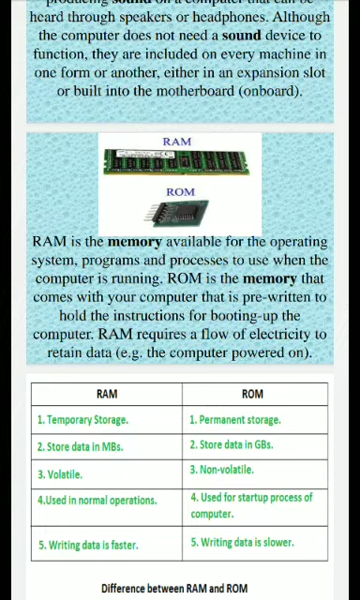 producing sound on a computer that can be
heard through speakers or headphones. Although
the computer does not need a sound device to
function, they are included on every machine in
one form or another, either in an expansion slot
or built into the motherboard (onboard).
RAM
ROM
RAM is the memory available for the operating
system, programs and processes to use when the
computer is running. ROM is the memory that
comes with your computer that is pre-written to
hold the instructions for booting-up the
computer. RAM requires a flow of electricity to
retain data (e.g. the computer powered on).
RAM ROM
1. Temporary Storage. 1. Permanent storage.
2. Store data in MBs. 2. Store data in GBs.
3. Volatile. 3. Non-volatile.
4.Used in normal operations. 4. Used for startup process of
computer.
5. Writing data is faster. 5. Writing data is slower.
Difference between RAM and ROM